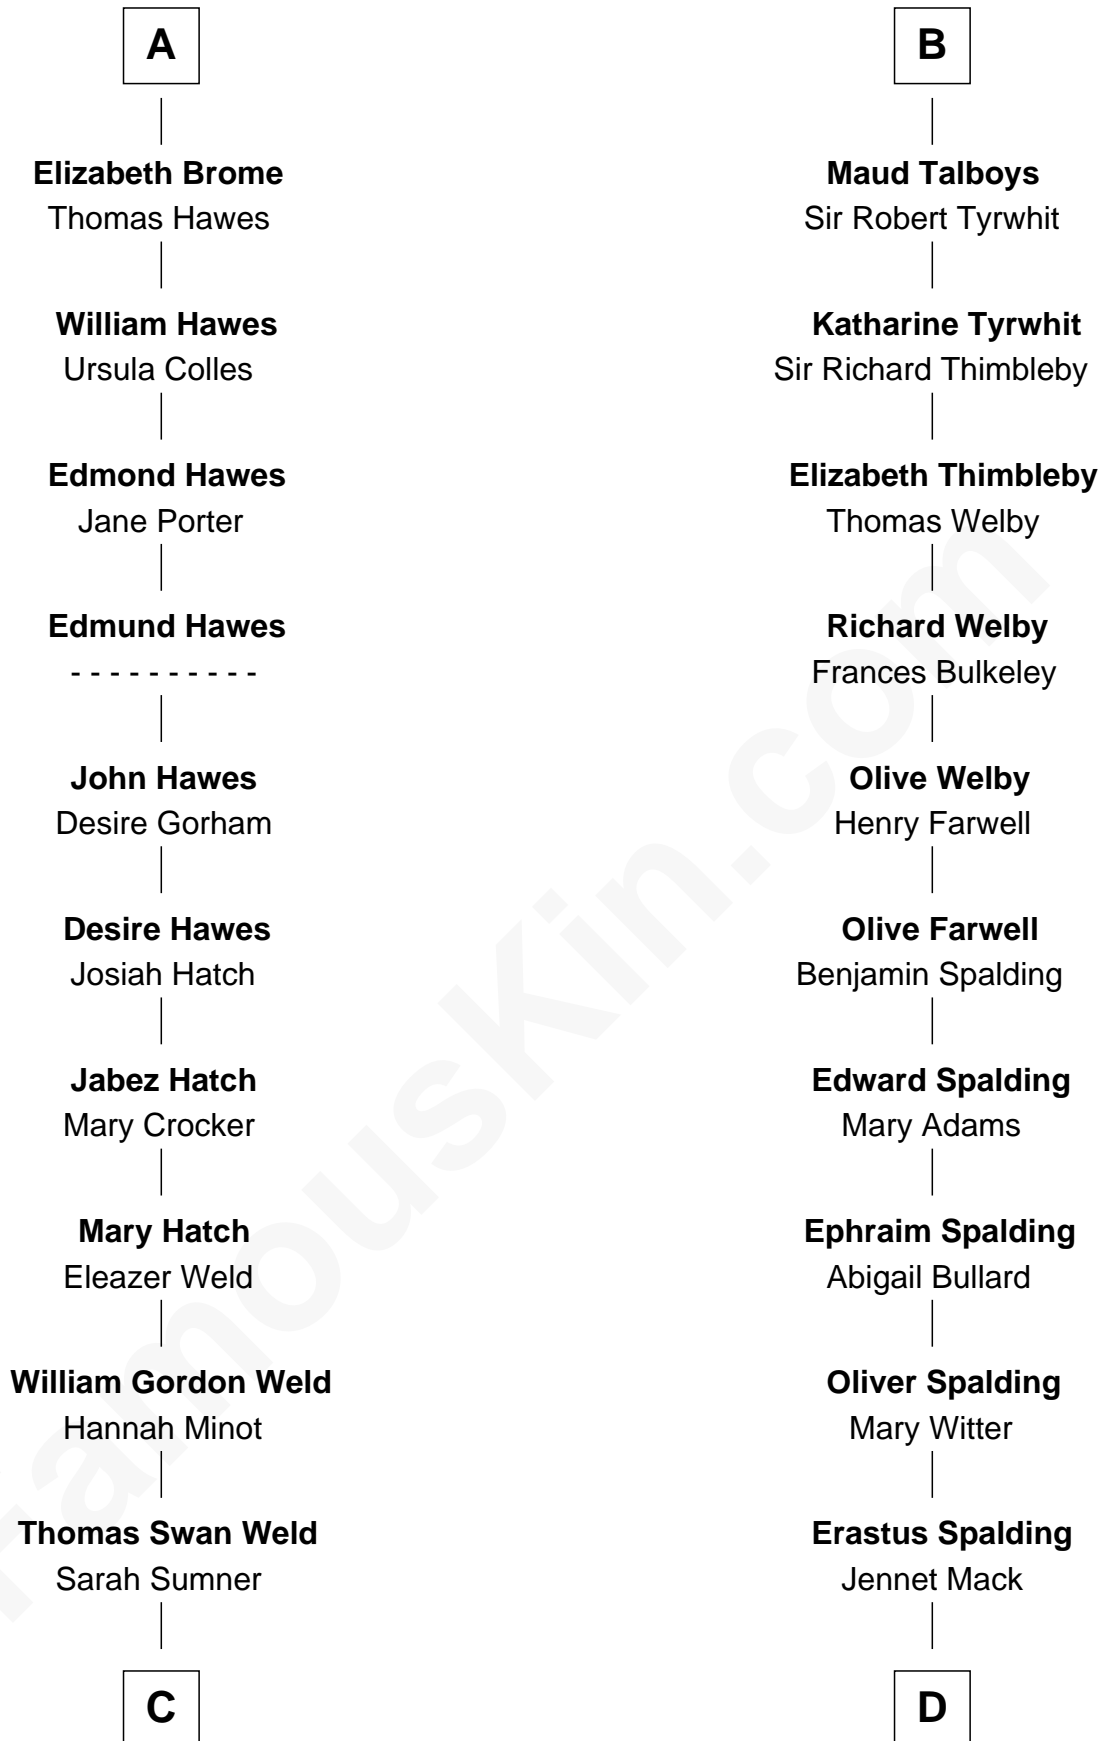 A
Elizabeth Brome
Thomas Hawes
William Hawes
Ursula Colles
Edmond Hawes
Jane Porter
Edmund Hawes
- - - - - - - - - -
John Hawes
Desire Gorham
Desire Hawes
Josiah Hatch
Jabez Hatch
Mary Crocker
Mary Hatch
Eleazer Weld
William Gordon Weld
Hannah Minot
Thomas Swan Weld
Sarah Sumner
C
B
Maud Talboys
Sir Robert Tyrwhit
Katharine Tyrwhit
Sir Richard Thimbleby
Elizabeth Thimbleby
Thomas Welby
Richard Welby
Frances Bulkeley
Olive Welby
Henry Farwell
Olive Farwell
Benjamin Spalding
Edward Spalding
Mary Adams
Ephraim Spalding
Abigail Bullard
Oliver Spalding
Mary Witter
Erastus Spalding
Jennet Mack
D
FamousKin.com